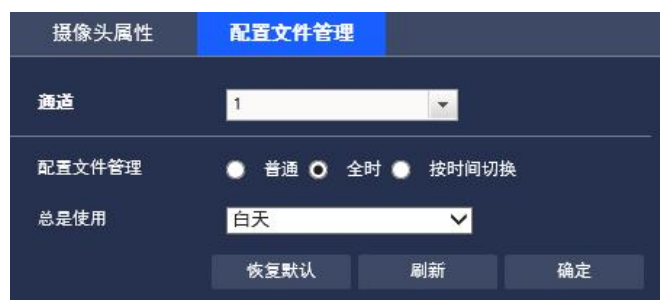 摄像头属性 配置文件管理
通道 1
配置文件管理 普通 全时 按时间切换
总是使用 白天
恢复默认 刷新 确定